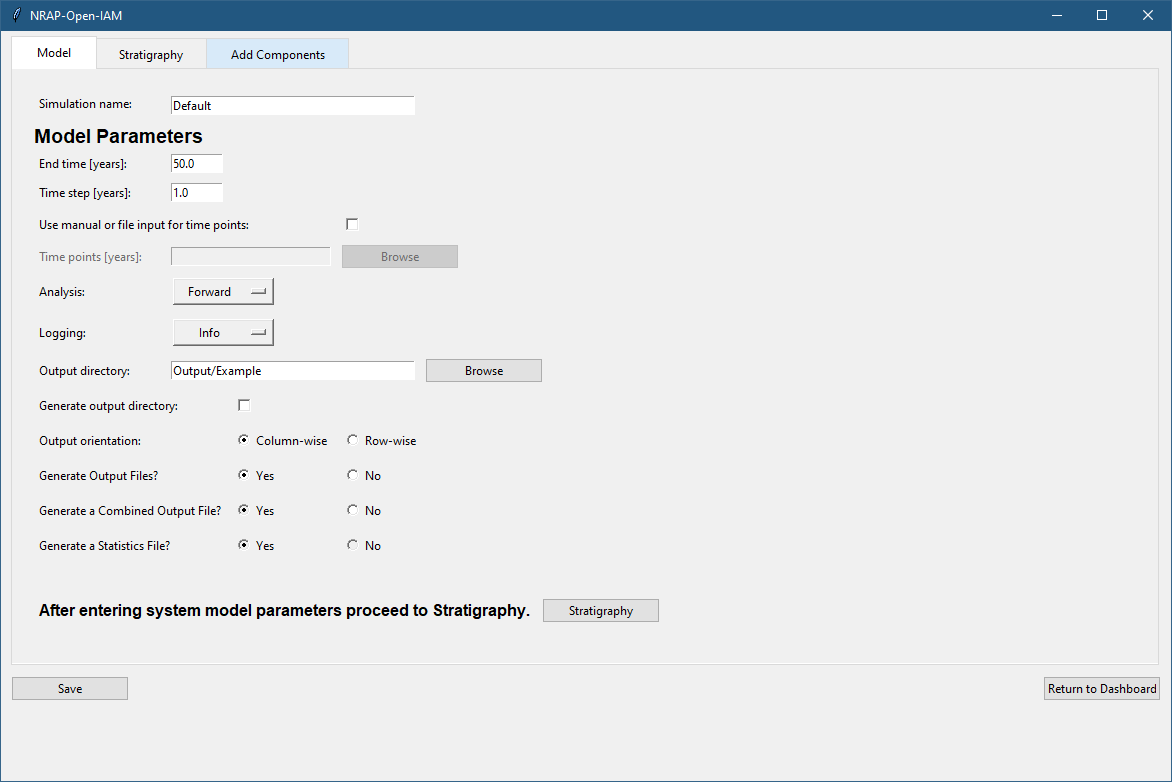 NRAP-Open-IAM
Model Stratigraphy Add Components
Simulation name: Default
Model Parameters
End time [years]: 50.0
Time step [years]: 1.0
Use manual or file input for time points:
Time points [years]: Browse
Analysis: Forward
Logging: Info
Output directory: Output/Example Browse
Generate output directory:
Output orientation: Column-wise Row-wise
Generate Output Files? Yes No
Generate a Combined Output File? Yes No
Generate a Statistics File? Yes No
After entering system model parameters proceed to Stratigraphy. Stratigraphy
Save Return to Dashboard